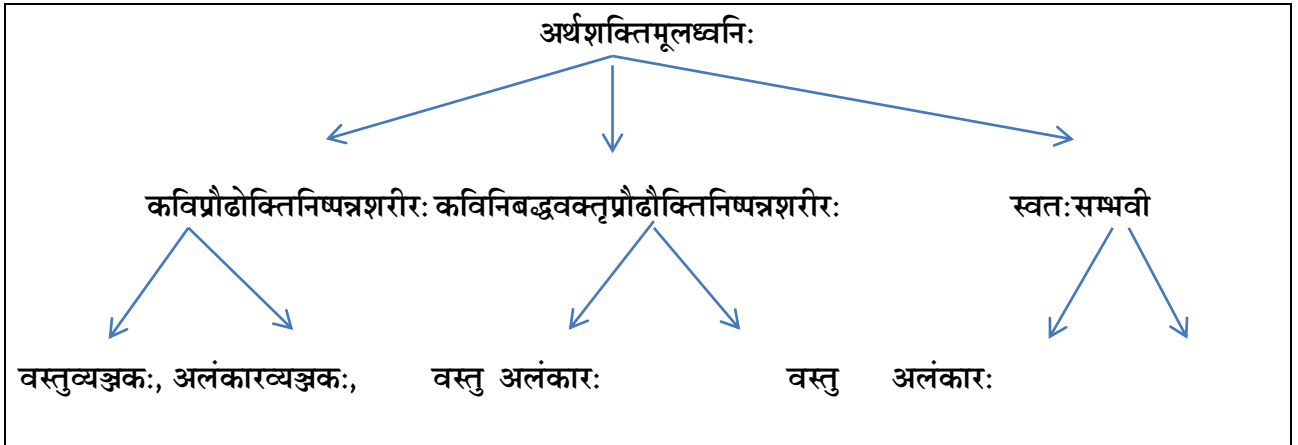 अर्थशक्तिमूलध्वनिः
कविप्रौढोक्तिनिष्पन्नशरीरः कविनिबद्धवक्तृप्रौढौक्तिनिष्पन्नशरीरः स्वतःसम्भवी
वस्तुव्यञ्जकः, अलंकारव्यञ्जकः, वस्तु अलंकारः वस्तु अलंकारः